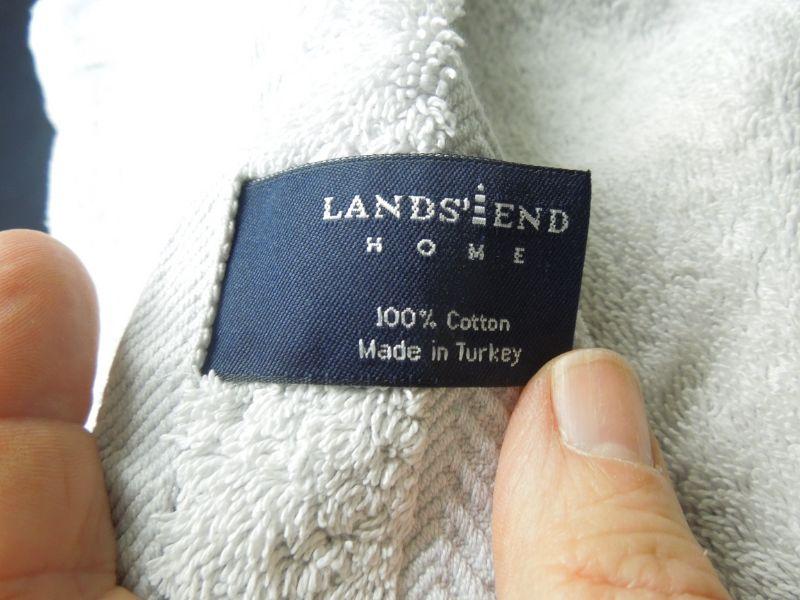 LANDS' END
HOME
100% Cotton
Made in Turkey